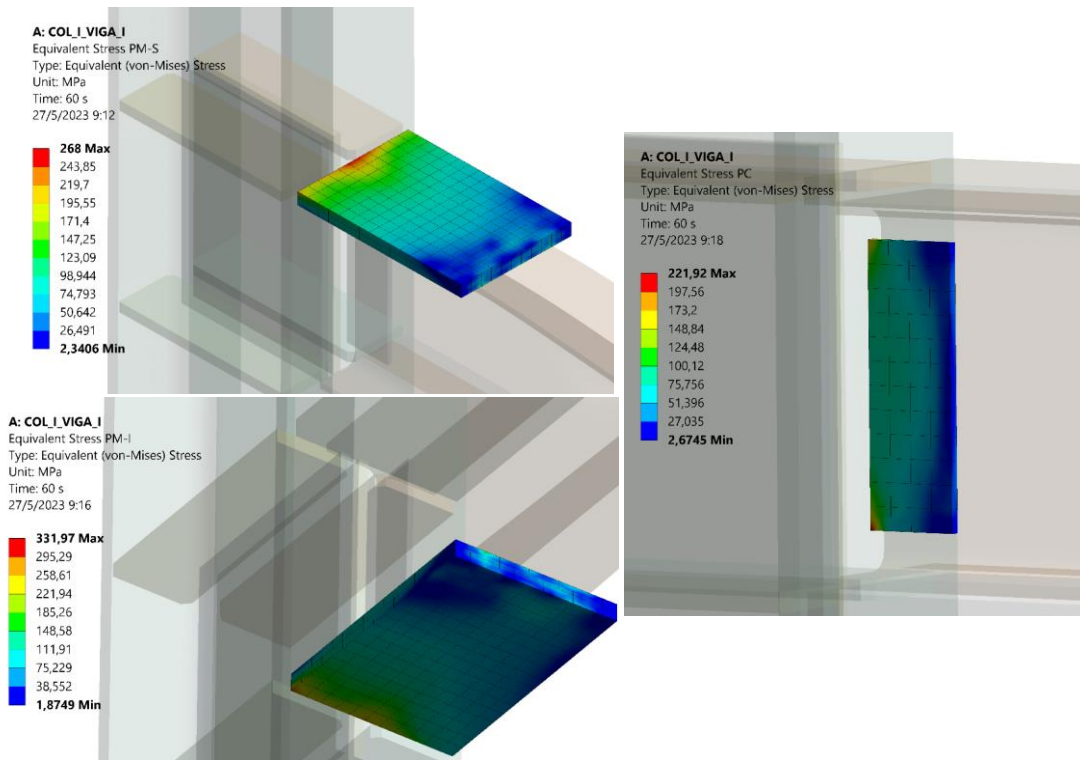 A: COL_I_VIGA_I
Equivalent Stress PM-S
Type: Equivalent (von-Mises) Stress
Unit: MPa
Time: 60 s
27/5/2023 9:12
268 Max
243,85
219,7
195,55
171,4
147,25
123,09
98,944
74,793
50,642
26,491
2,3406 Min
A: COL_I_VIGA_I
Equivalent Stress PC
Type: Equivalent (von-Mises) Stress
Unit: MPa
Time: 60 s
27/5/2023 9:18
221,92 Max
197,56
173,2
148,84
124,48
100,12
75,756
51,396
27,035
2,6745 Min
A: COL_I_VIGA_I
Equivalent Stress PM-I
Type: Equivalent (von-Mises) Stress
Unit: MPa
Time: 60 s
27/5/2023 9:16
331,97 Max
295,29
258,61
221,94
185,26
148,58
111,91
75,229
38,552
1,8749 Min